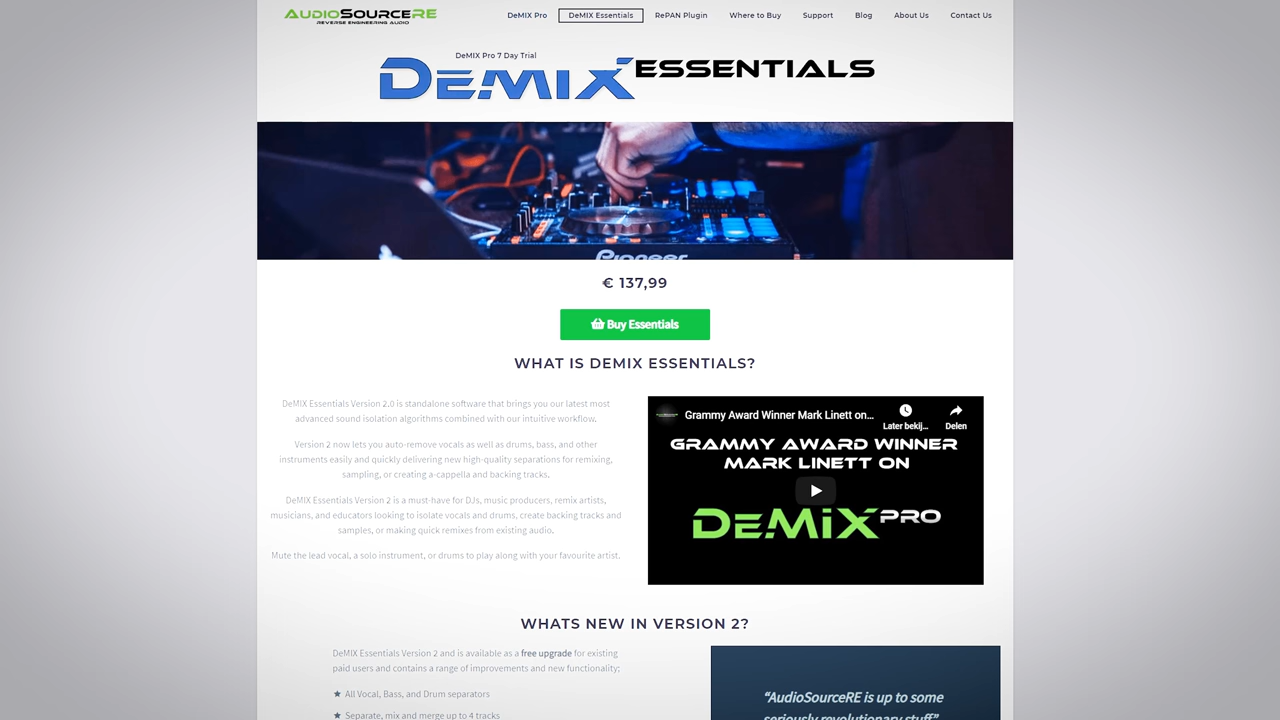 AUDIOSOURCERE
REVERSE ENGINEERING AUDIO
DeMIX Pro
DeMIX Essentials
RePAN Plugin
Where to Buy
Support
Blog
About Us
Contact Us
DeMIX Pro 7 Day Trial
DEMIX ESSENTIALS
Pioneer
€ 137,99
Buy Essentials
WHAT IS DEMIX ESSENTIALS?
DeMIX Essentials Version 2.0 is standalone software that brings you our latest most
advanced sound isolation algorithms combined with our intuitive workflow.
Version 2 now lets you auto-remove vocals as well as drums, bass, and other
instruments easily and quickly delivering new high-quality separations for remixing,
sampling, or creating a-cappella and backing tracks.
DeMIX Essentials Version 2 is a must-have for DJs, music producers, remix artists,
musicians, and educators looking to isolate vocals and drums, create backing tracks and
samples, or making quick remixes from existing audio.
Mute the lead vocal, a solo instrument, or drums to play along with your favourite artist.
Grammy Award Winner Mark Linett on...
Later bekij...
Delen
GRAMMY AWARD WINNER
MARK LINETT ON
DEMIX PRO
WHATS NEW IN VERSION 2?
DeMIX Essentials Version 2 and is available as a free upgrade for existing
paid users and contains a range of improvements and new functionality:
★ All Vocal, Bass, and Drum separators
★ Separate, mix and merge up to 4 tracks
“AudioSourceRE is up to some
seriously revolutionary stuff”